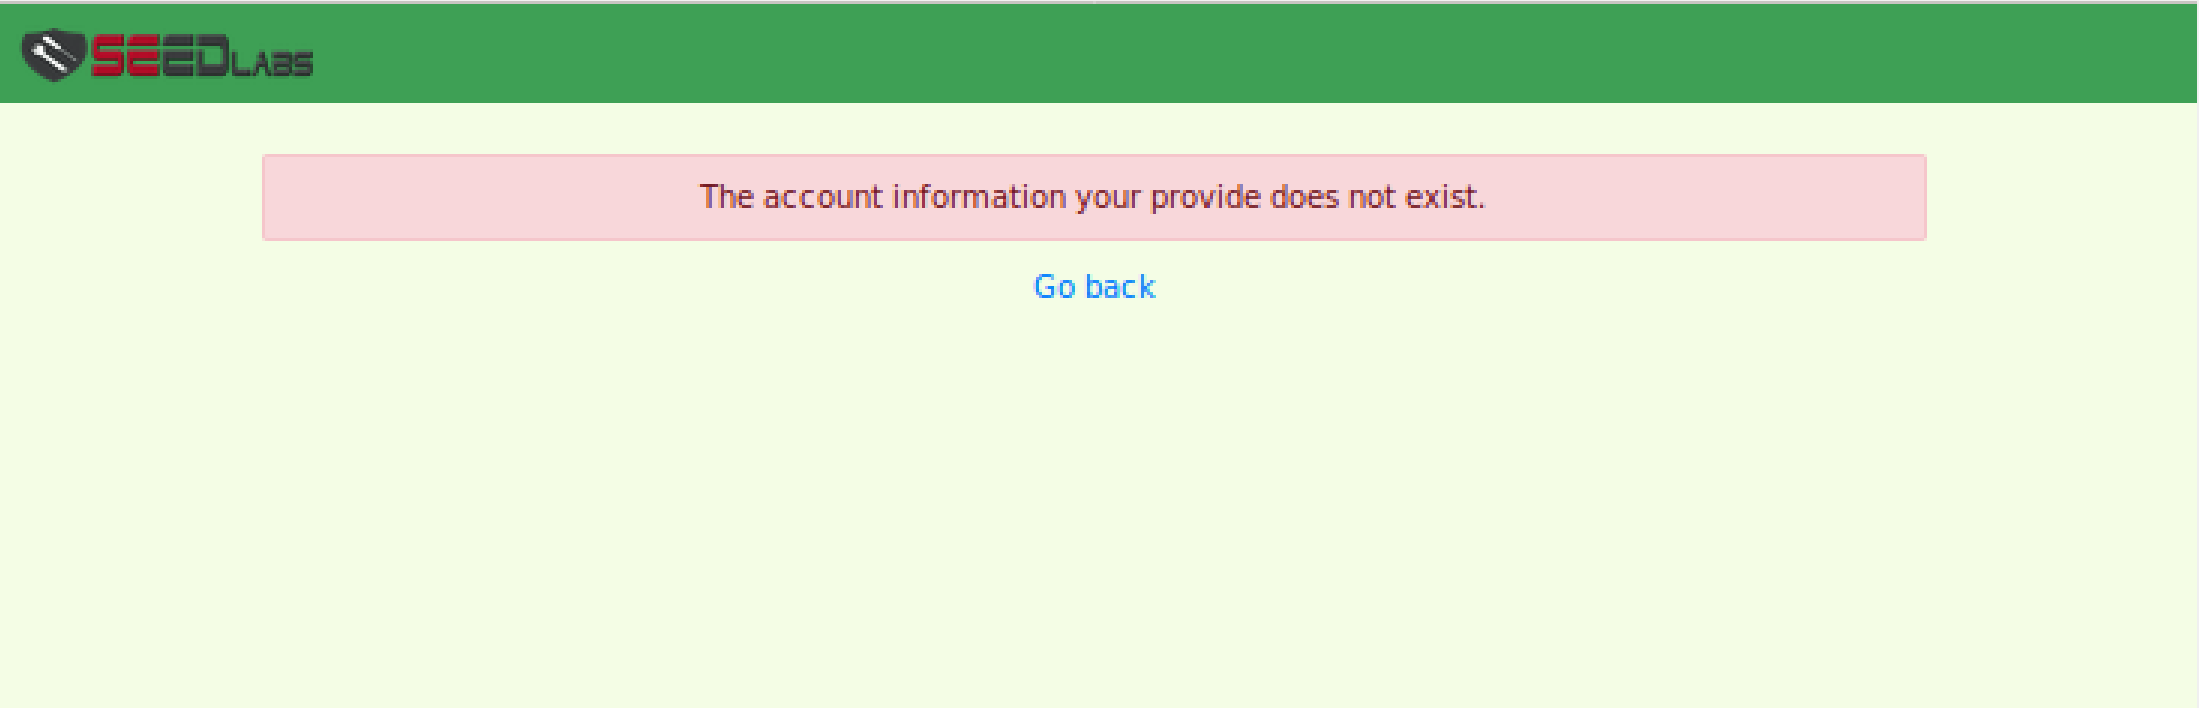 SEEDLABS
The account information your provide does not exist.
Go back